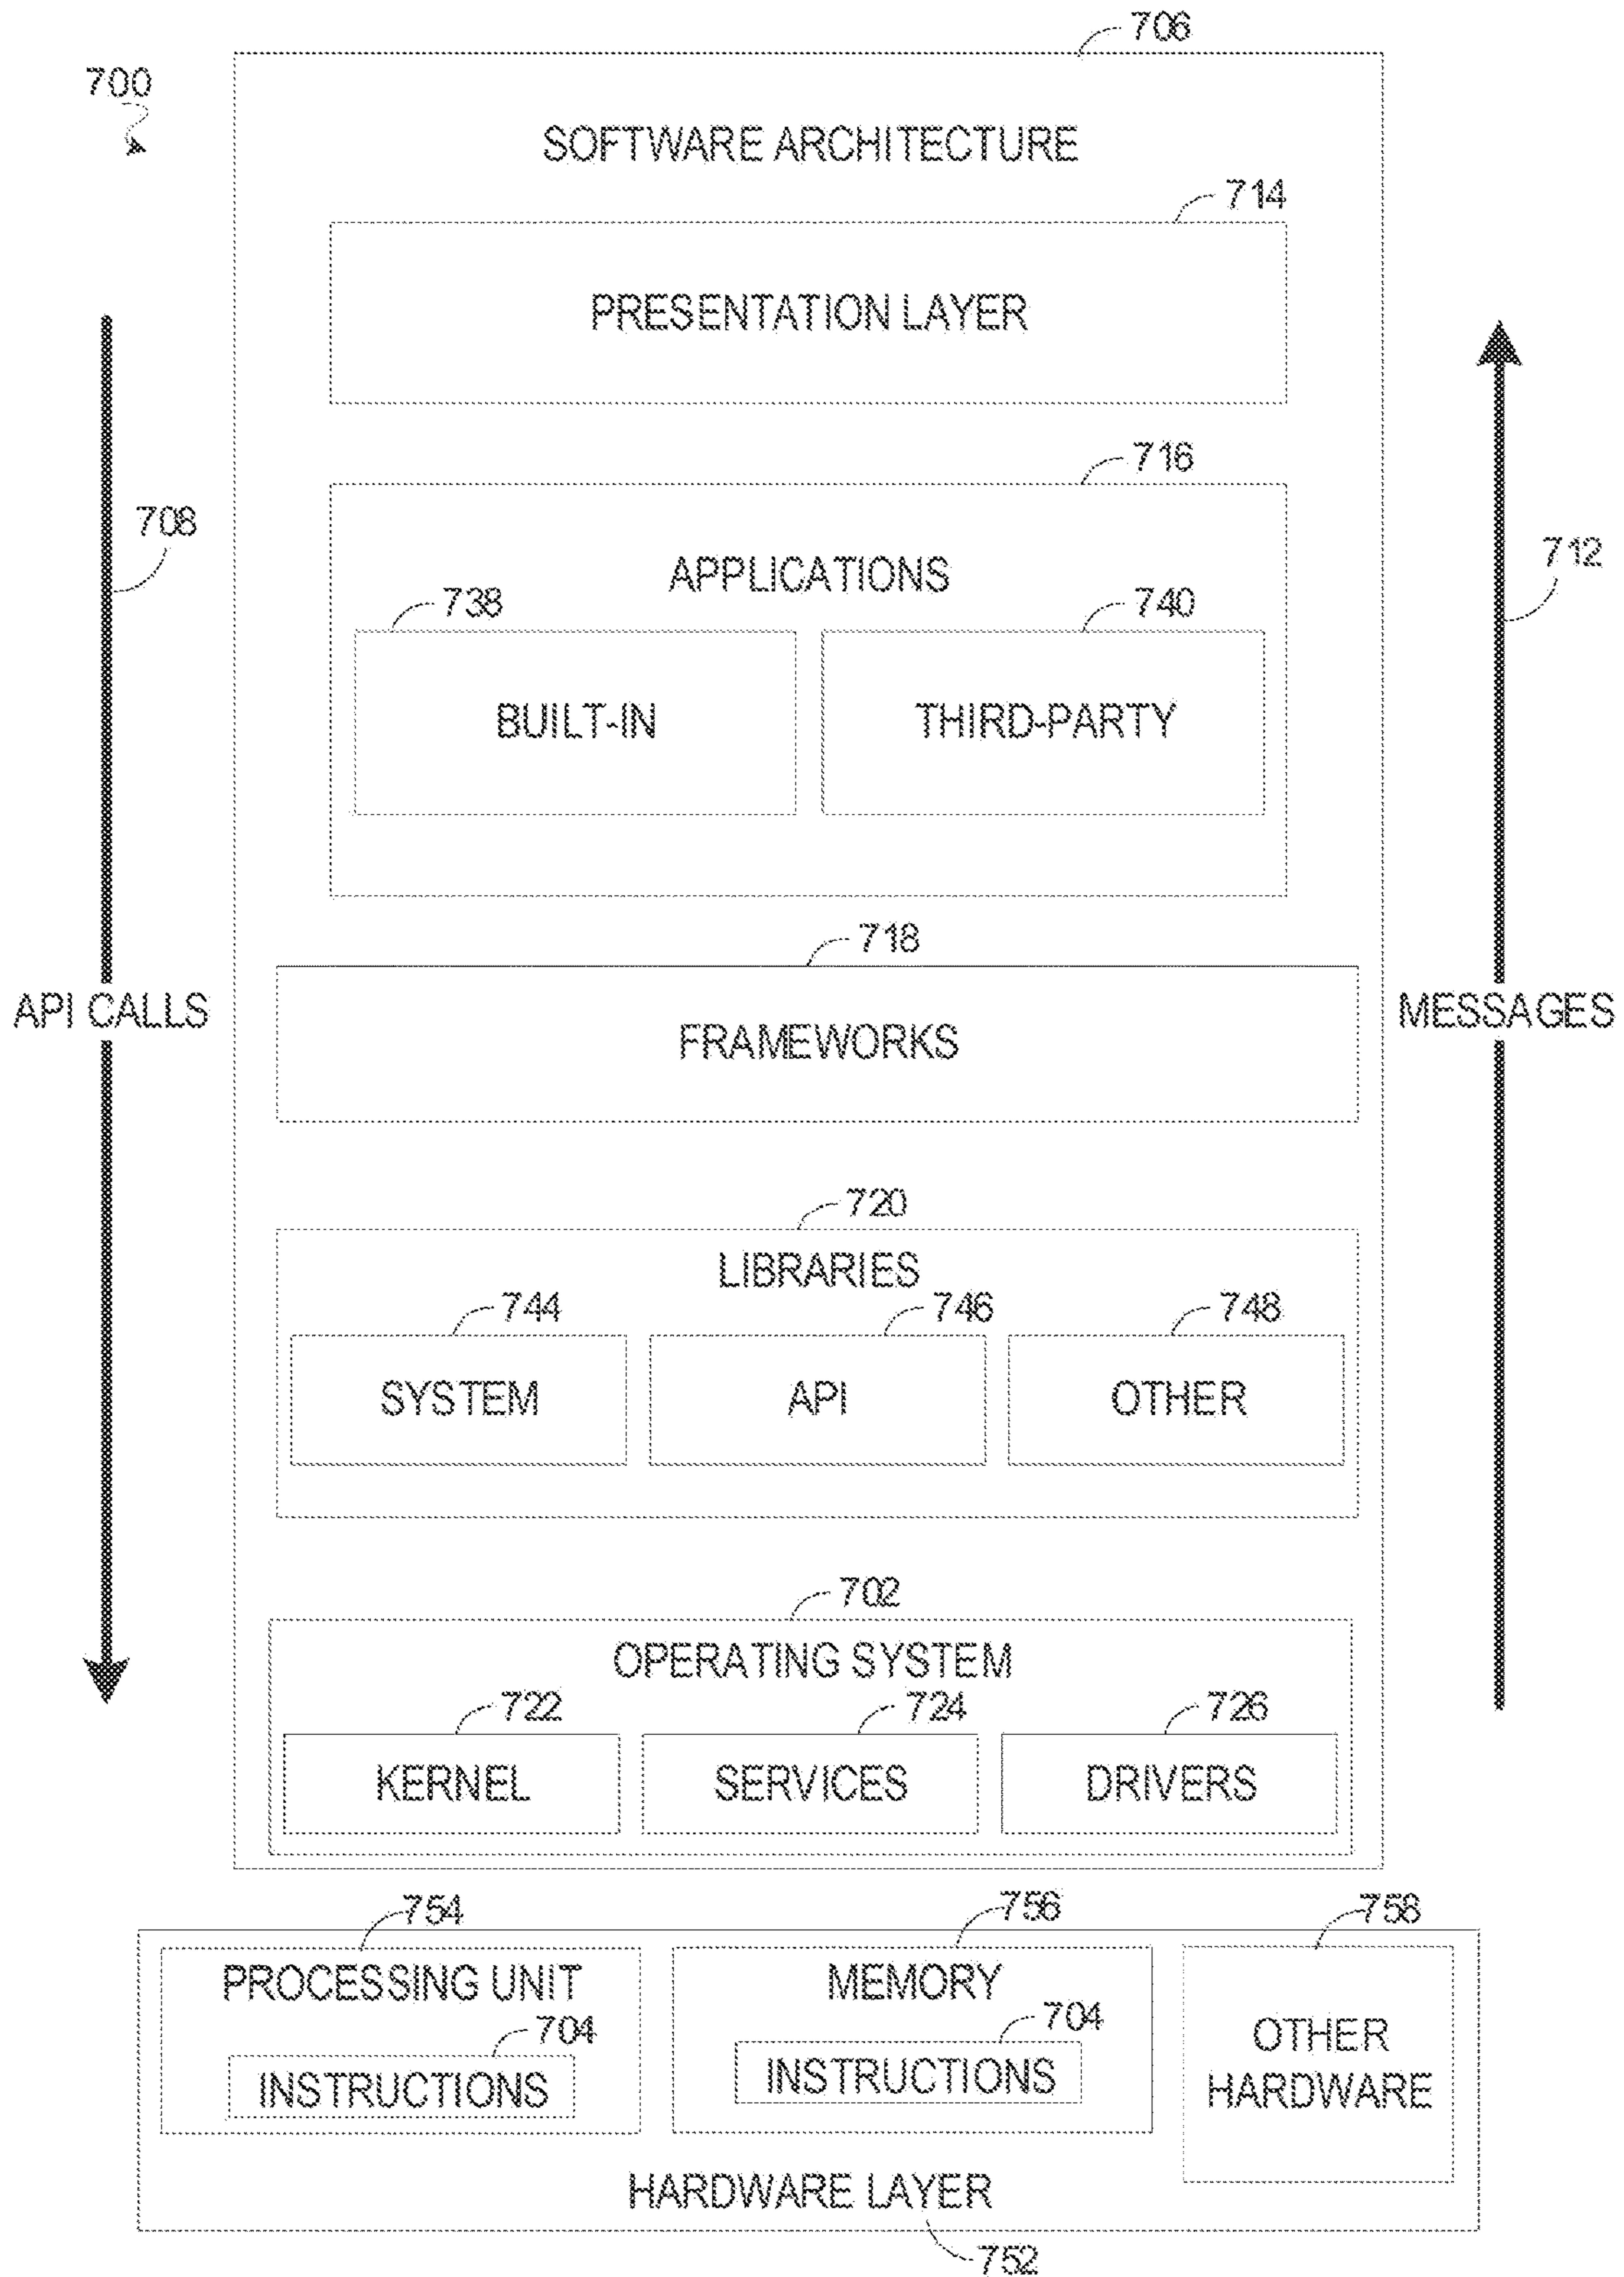 706
700
SOFTWARE ARCHITECTURE
714
PRESENTATION LAYER
716
708
712
APPLICATIONS
738
740
BUILT-IN
THIRD-PARTY
718
API CALLS
MESSAGES
FRAMEWORKS
720
LIBRARIES
744
746
748
SYSTEM
API
OTHER
702
OPERATING SYSTEM
722
724
726
KERNEL
SERVICES
DRIVERS
754
756
758
PROCESSING UNIT
MEMORY
704
704
OTHER
HARDWARE
INSTRUCTIONS
INSTRUCTIONS
HARDWARE LAYER
752